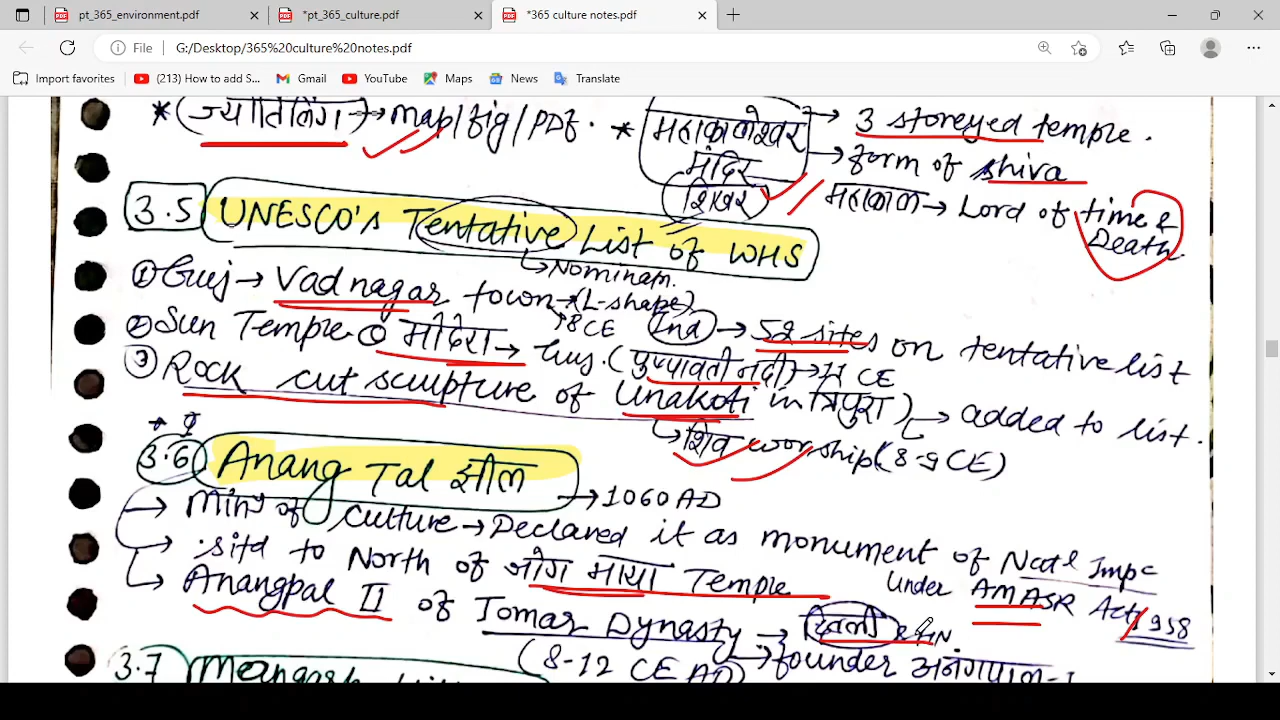 pt_365_environment.pdf
*pt_365_culture.pdf
*365 culture notes.pdf
File G:/Desktop/365%20culture%20notes.pdf
Import favorites (213) How to add S... Gmail YouTube Maps News Translate
*(ज्योतिर्लिंग)→map/fig/PDF.
* महाकालेश्वर मंदिर → 3 storeyed temple.
→ form of shiva
शिखर
महाकाल → Lord of time & Death.
3.5 UNESCO's Tentative List of WHS
↳Nominatn.
① Guj → Vadnagar town → (L-shape)
8 CE
Ind → 52 sites on tentative list
② Sun Temple @ मोढेरा → Guj. (पुष्पावती नदी) → 11 CE
③ Rock cut sculpture of Unakoti in त्रिपुरा) → added to list.
↳ शिव worship (8-9 CE)
3.6 Anang Tal झील → 1060 AD
→ Miny of Culture → Declared it as monument of Natl Impc
under AMASR Act, 1958
→ sitd to North of जोग माया Temple
↳ Anangpal II of Tomar Dynasty → दिल्ली
(8-12 CE AD) → founder अनंगपाल-I
3.7